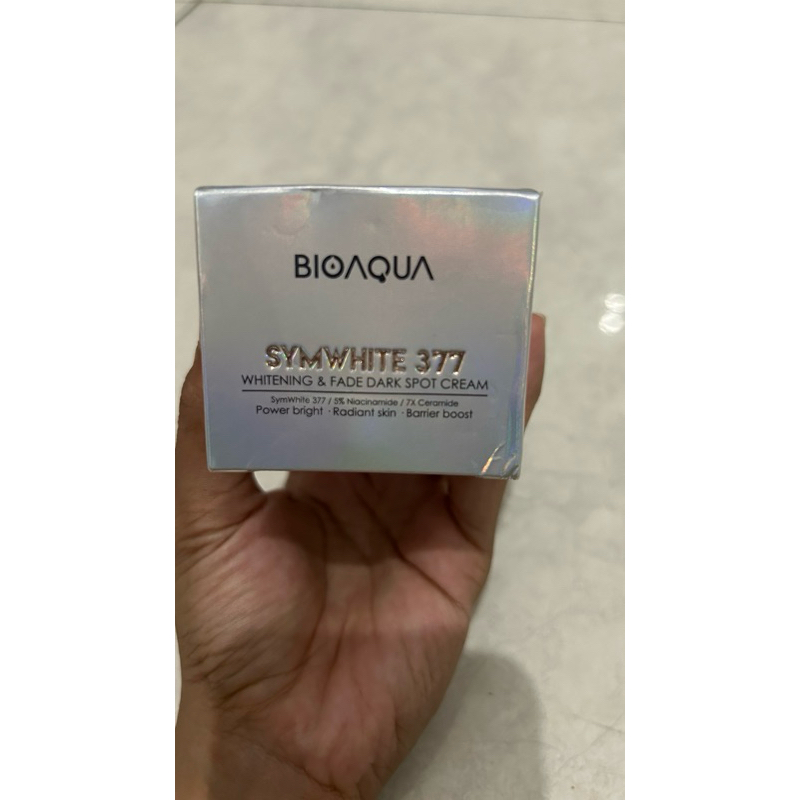 BIOAQUA
SYMWHITE 377
WHITENING & FADE DARK SPOT CREAM
SymWhite 377 / 5% Niacinamide / 7X Ceramide
Power bright · Radiant skin · Barrier boost